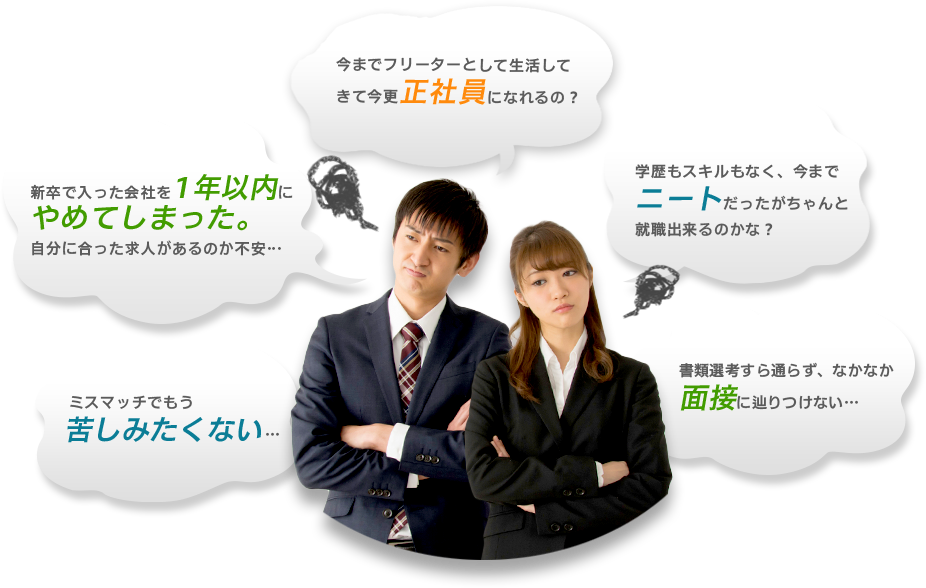 今までフリーターとして生活して
きて今更正社員になれるの？
新卒で入った会社を1年以内に
やめてしまった。
自分に合った求人があるのか不安…
学歴もスキルもなく、今まで
ニートだったがちゃんと
就職出来るのかな？
ミスマッチでもう
苦しみたくない…
書類選考すら通らず、なかなか
面接に辿りつけない…